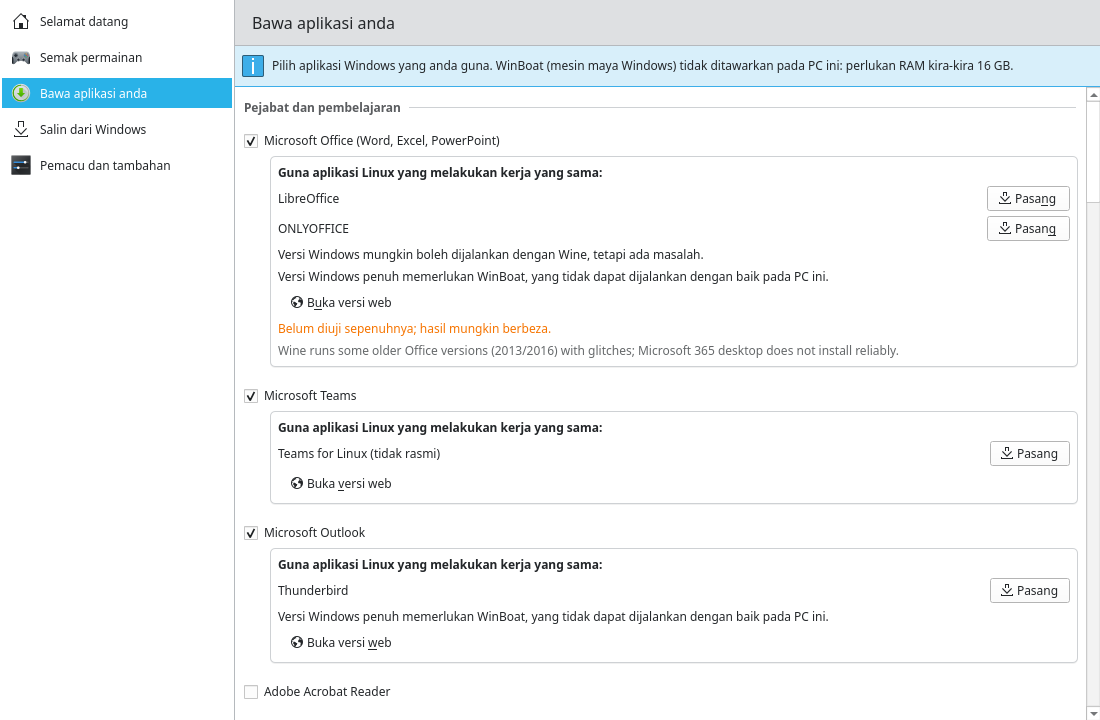 Selamat datang
Semak permainan
Bawa aplikasi anda
Salin dari Windows
Pemacu dan tambahan
Bawa aplikasi anda
Pilih aplikasi Windows yang anda guna. WinBoat (mesin maya Windows) tidak ditawarkan pada PC ini: perlukan RAM kira-kira 16 GB.
Pejabat dan pembelajaran
Microsoft Office (Word, Excel, PowerPoint)
Guna aplikasi Linux yang melakukan kerja yang sama:
LibreOffice
Pasang
ONLYOFFICE
Pasang
Versi Windows mungkin boleh dijalankan dengan Wine, tetapi ada masalah.
Versi Windows penuh memerlukan WinBoat, yang tidak dapat dijalankan dengan baik pada PC ini.
Buka versi web
Belum diuji sepenuhnya; hasil mungkin berbeza.
Wine runs some older Office versions (2013/2016) with glitches; Microsoft 365 desktop does not install reliably.
Microsoft Teams
Guna aplikasi Linux yang melakukan kerja yang sama:
Teams for Linux (tidak rasmi)
Pasang
Buka versi web
Microsoft Outlook
Guna aplikasi Linux yang melakukan kerja yang sama:
Thunderbird
Pasang
Versi Windows penuh memerlukan WinBoat, yang tidak dapat dijalankan dengan baik pada PC ini.
Buka versi web
Adobe Acrobat Reader